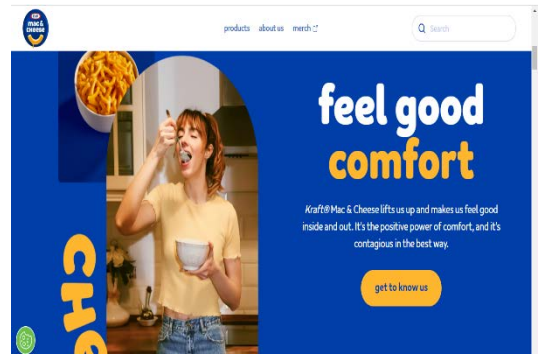 Kraft
mac &
cheese
products about us merch
Search
feel good
comfort
Kraft® Mac & Cheese lifts us up and makes us feel good
inside and out. It's the positive power of comfort, and it's
contagious in the best way.
get to know us
CHE